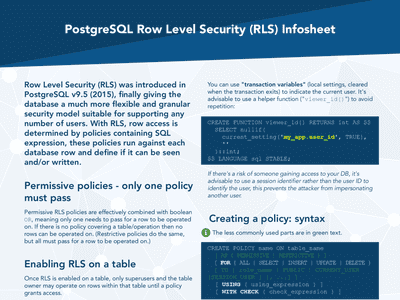 PostgreSQL Row Level Security (RLS) Infosheet
Row Level Security (RLS) was introduced in
PostgreSQL v9.5 (2015), finally giving the
database a much more flexible and granular
security model suitable for supporting any
number of users. With RLS, row access is
determined by policies containing SQL
expression, these policies run against each
database row and define if it can be seen
and/or written.
Permissive policies - only one policy
must pass
Permissive RLS policies are effectively combined with boolean
OR, meaning only one needs to pass for a row to be operated
on. If there is no policy covering a table/operation then no
rows can be operated on. (Restrictive policies do the same,
but all must pass for a row to be operated on.)
Enabling RLS on a table
Once RLS is enabled on a table, only superusers and the table
owner may operate on rows within that table until a policy
grants access.
You can use "transaction variables" (local settings, cleared
when the transaction exits) to indicate the current user. It's
advisable to use a helper function ("viewer_id()") to avoid
repetition:
CREATE FUNCTION viewer_id() RETURNS int AS $$
SELECT nullif(
current_setting('my_app.user_id', TRUE),
''
)::int;
$$ LANGUAGE sql STABLE;
If there's a risk of someone gaining access to your DB, it's
advisable to use a session identifier rather than the user ID to
identify the user, this prevents the attacker from impersonating
another user.
Creating a policy: syntax
The less commonly used parts are in green text.
CREATE POLICY name ON table_name
[ AS { PERMISSIVE | RESTRICTIVE } ]
[ FOR { ALL | SELECT | INSERT | UPDATE | DELETE }
[ TO { role_name | PUBLIC | CURRENT_USER
[ USING ( using_expression ) ]
[ WITH CHECK ( check_expression ) ]